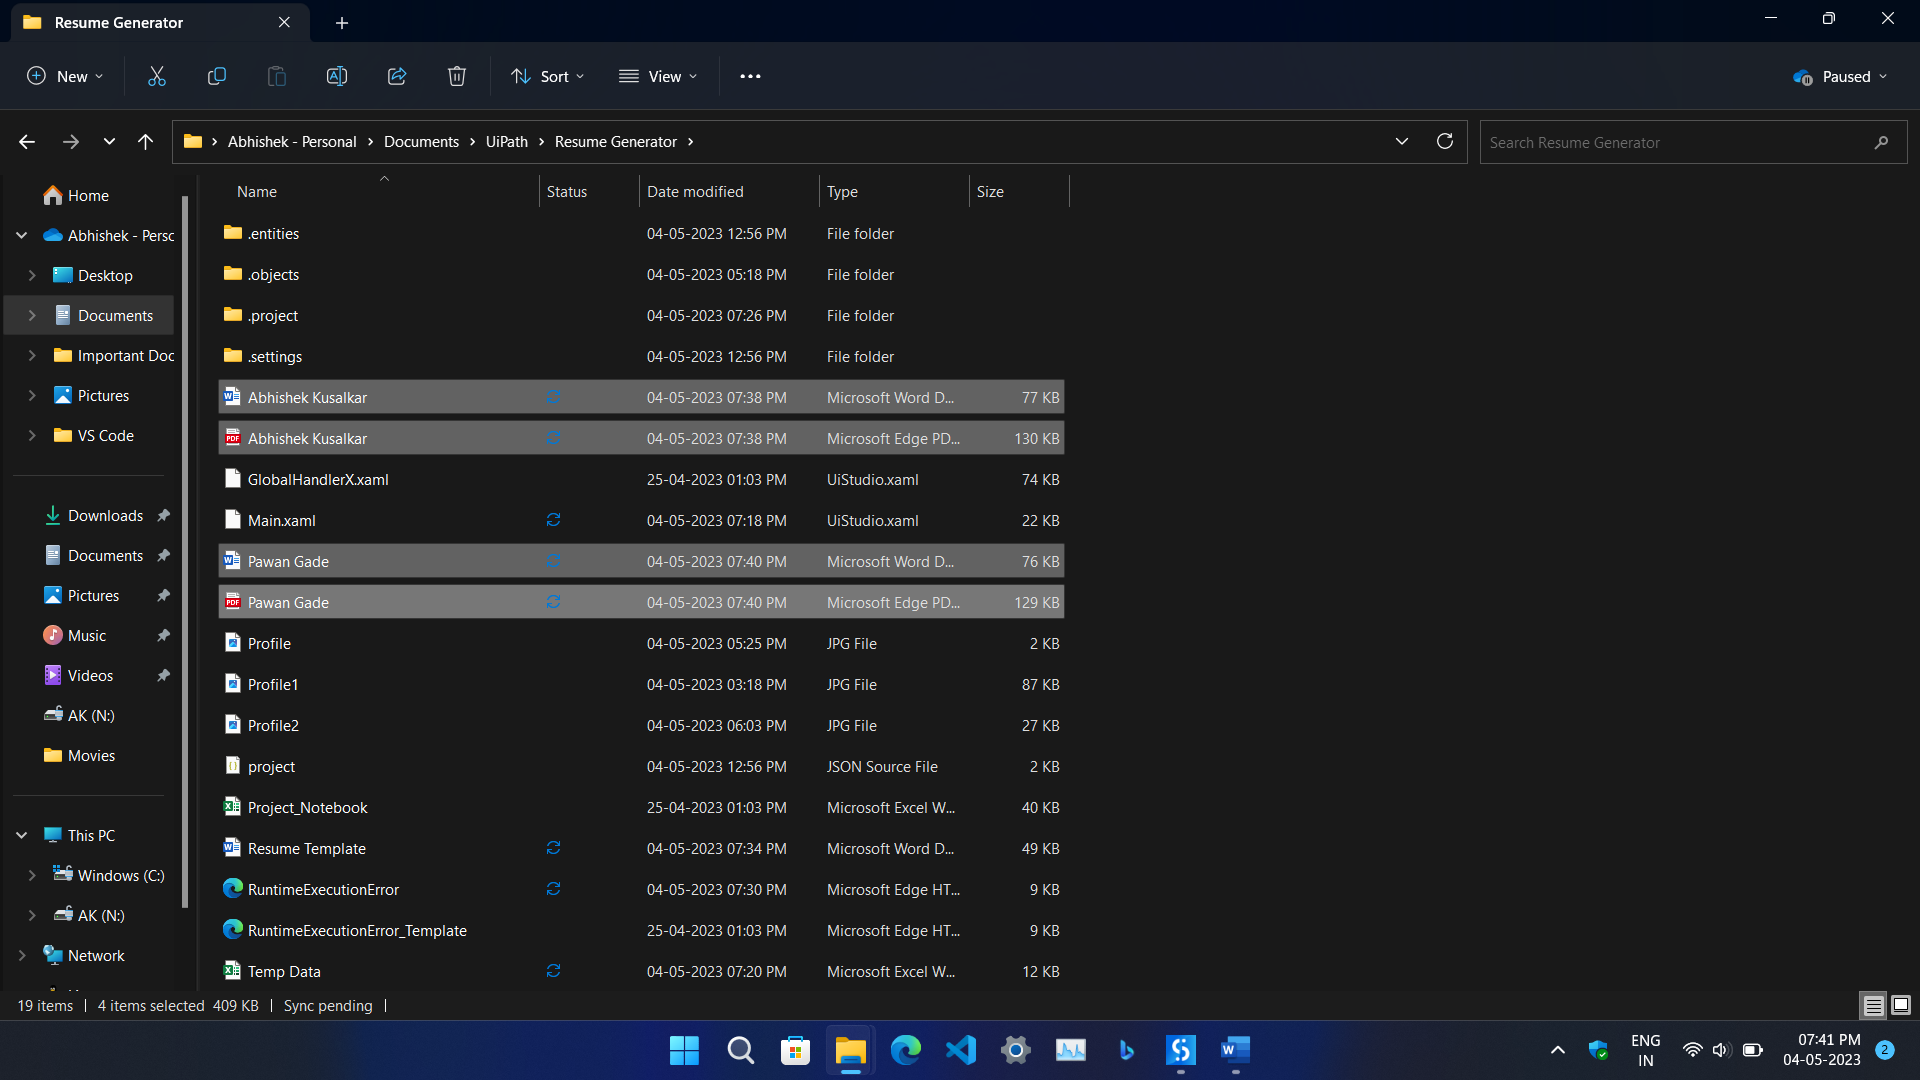 Resume Generator
New
Sort
View
Paused
Abhishek - Personal > Documents > UiPath > Resume Generator >
Search Resume Generator
Home
Abhishek - Persc
Desktop
Documents
Important Doc
Pictures
VS Code
Downloads
Documents
Pictures
Music
Videos
AK (N:)
Movies
This PC
Windows (C:)
AK (N:)
Network
Name Status Date modified Type Size
.entities 04-05-2023 12:56 PM File folder
.objects 04-05-2023 05:18 PM File folder
.project 04-05-2023 07:26 PM File folder
.settings 04-05-2023 12:56 PM File folder
Abhishek Kusalkar 04-05-2023 07:38 PM Microsoft Word D... 77 KB
Abhishek Kusalkar 04-05-2023 07:38 PM Microsoft Edge PD... 130 KB
GlobalHandlerX.xaml 25-04-2023 01:03 PM UiStudio.xaml 74 KB
Main.xaml 04-05-2023 07:18 PM UiStudio.xaml 22 KB
Pawan Gade 04-05-2023 07:40 PM Microsoft Word D... 76 KB
Pawan Gade 04-05-2023 07:40 PM Microsoft Edge PD... 129 KB
Profile 04-05-2023 05:25 PM JPG File 2 KB
Profile1 04-05-2023 03:18 PM JPG File 87 KB
Profile2 04-05-2023 06:03 PM JPG File 27 KB
project 04-05-2023 12:56 PM JSON Source File 2 KB
Project_Notebook 25-04-2023 01:03 PM Microsoft Excel W... 40 KB
Resume Template 04-05-2023 07:34 PM Microsoft Word D... 49 KB
RuntimeExecutionError 04-05-2023 07:30 PM Microsoft Edge HT... 9 KB
RuntimeExecutionError_Template 25-04-2023 01:03 PM Microsoft Edge HT... 9 KB
Temp Data 04-05-2023 07:20 PM Microsoft Excel W... 12 KB
19 items | 4 items selected 409 KB | Sync pending |
ENG
IN
07:41 PM
04-05-2023
2